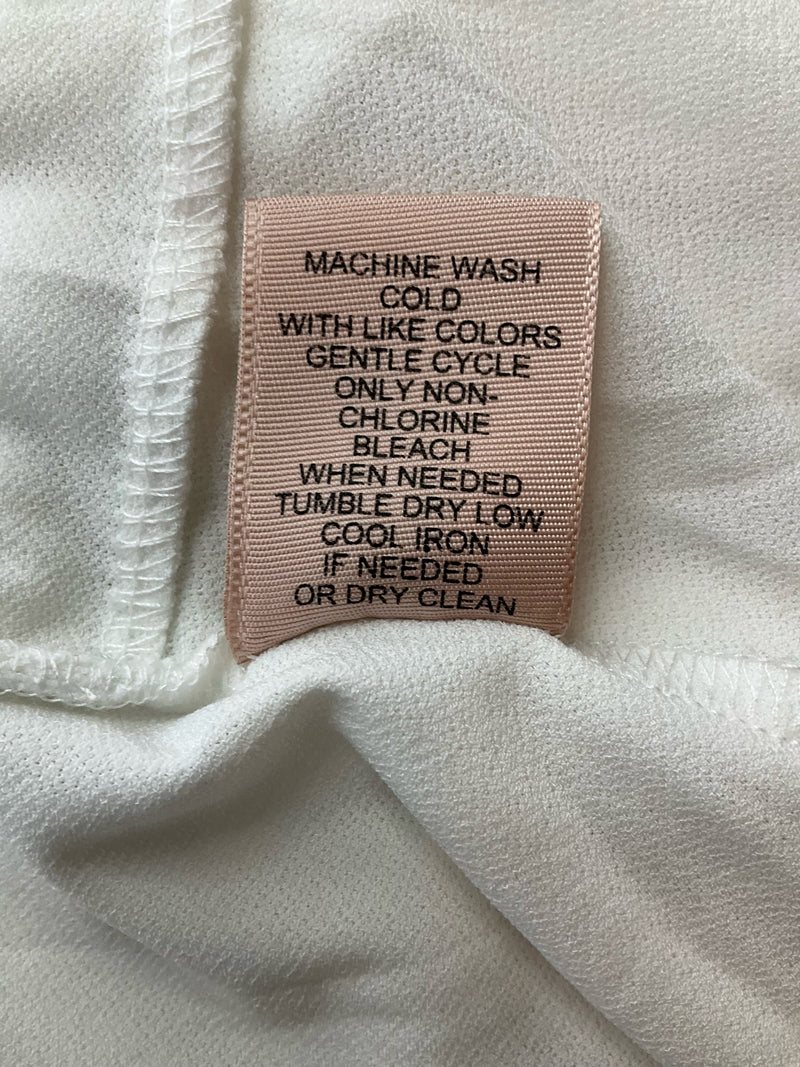 MACHINE WASH
COLD
WITH LIKE COLORS
GENTLE CYCLE
ONLY NON-
CHLORINE
BLEACH
WHEN NEEDED
TUMBLE DRY LOW
COOL IRON
IF NEEDED
OR DRY CLEAN